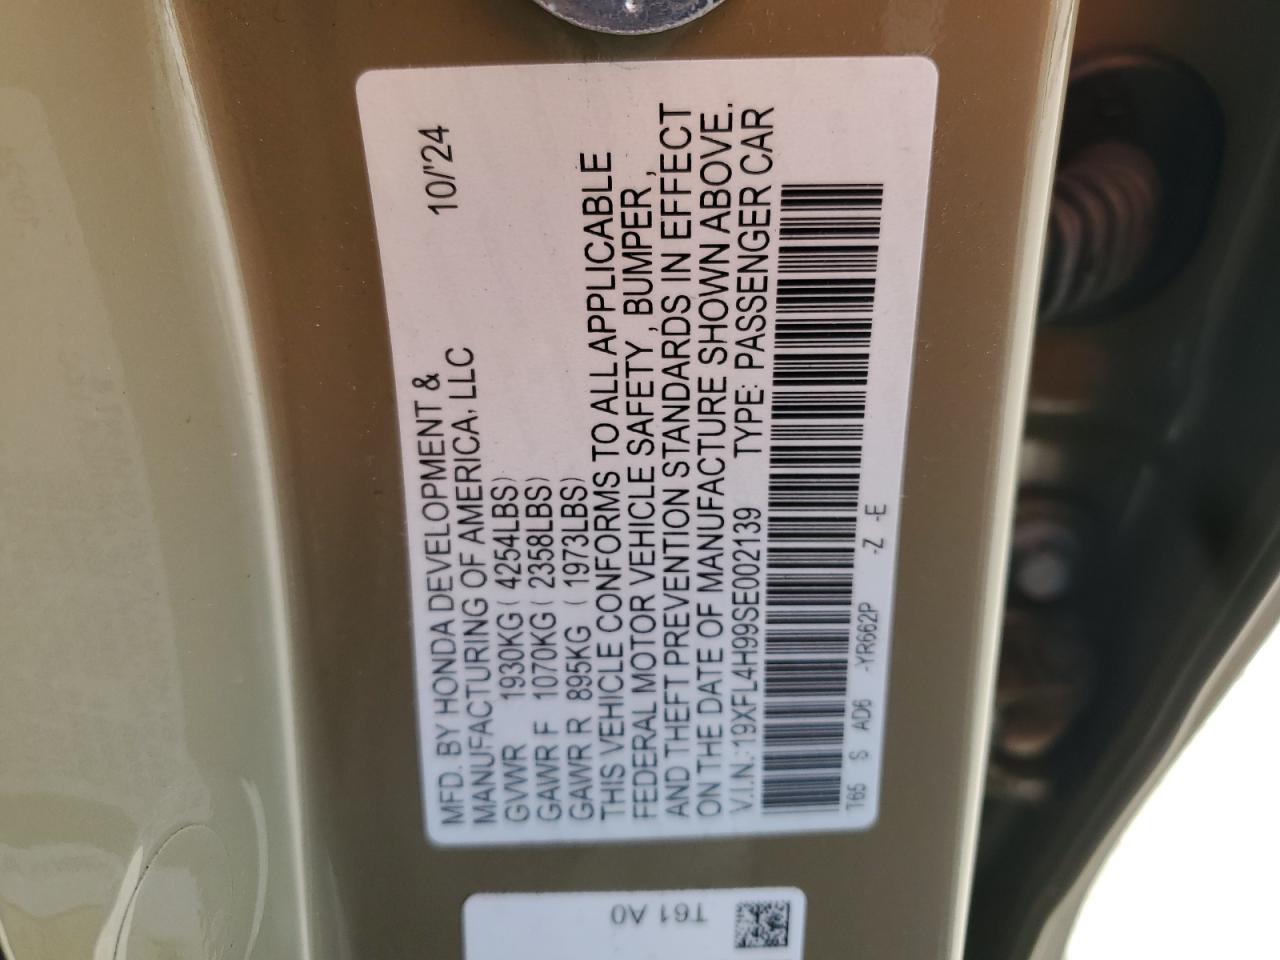 MFD. BY HONDA DEVELOPMENT & 10/'24
MANUFACTURING OF AMERICA, LLC
GVWR 1930KG ( 4254LBS)
GAWR F 1070KG ( 2358LBS)
GAWR R 895KG ( 1973LBS)
THIS VEHICLE CONFORMS TO ALL APPLICABLE
FEDERAL MOTOR VEHICLE SAFETY , BUMPER ,
AND THEFT PREVENTION STANDARDS IN EFFECT
ON THE DATE OF MANUFACTURE SHOWN ABOVE.
V.I.N.:19XFL4H99SE002139 TYPE: PASSENGER CAR
T65 S AD6 -YR662P -Z -E
T61 A0